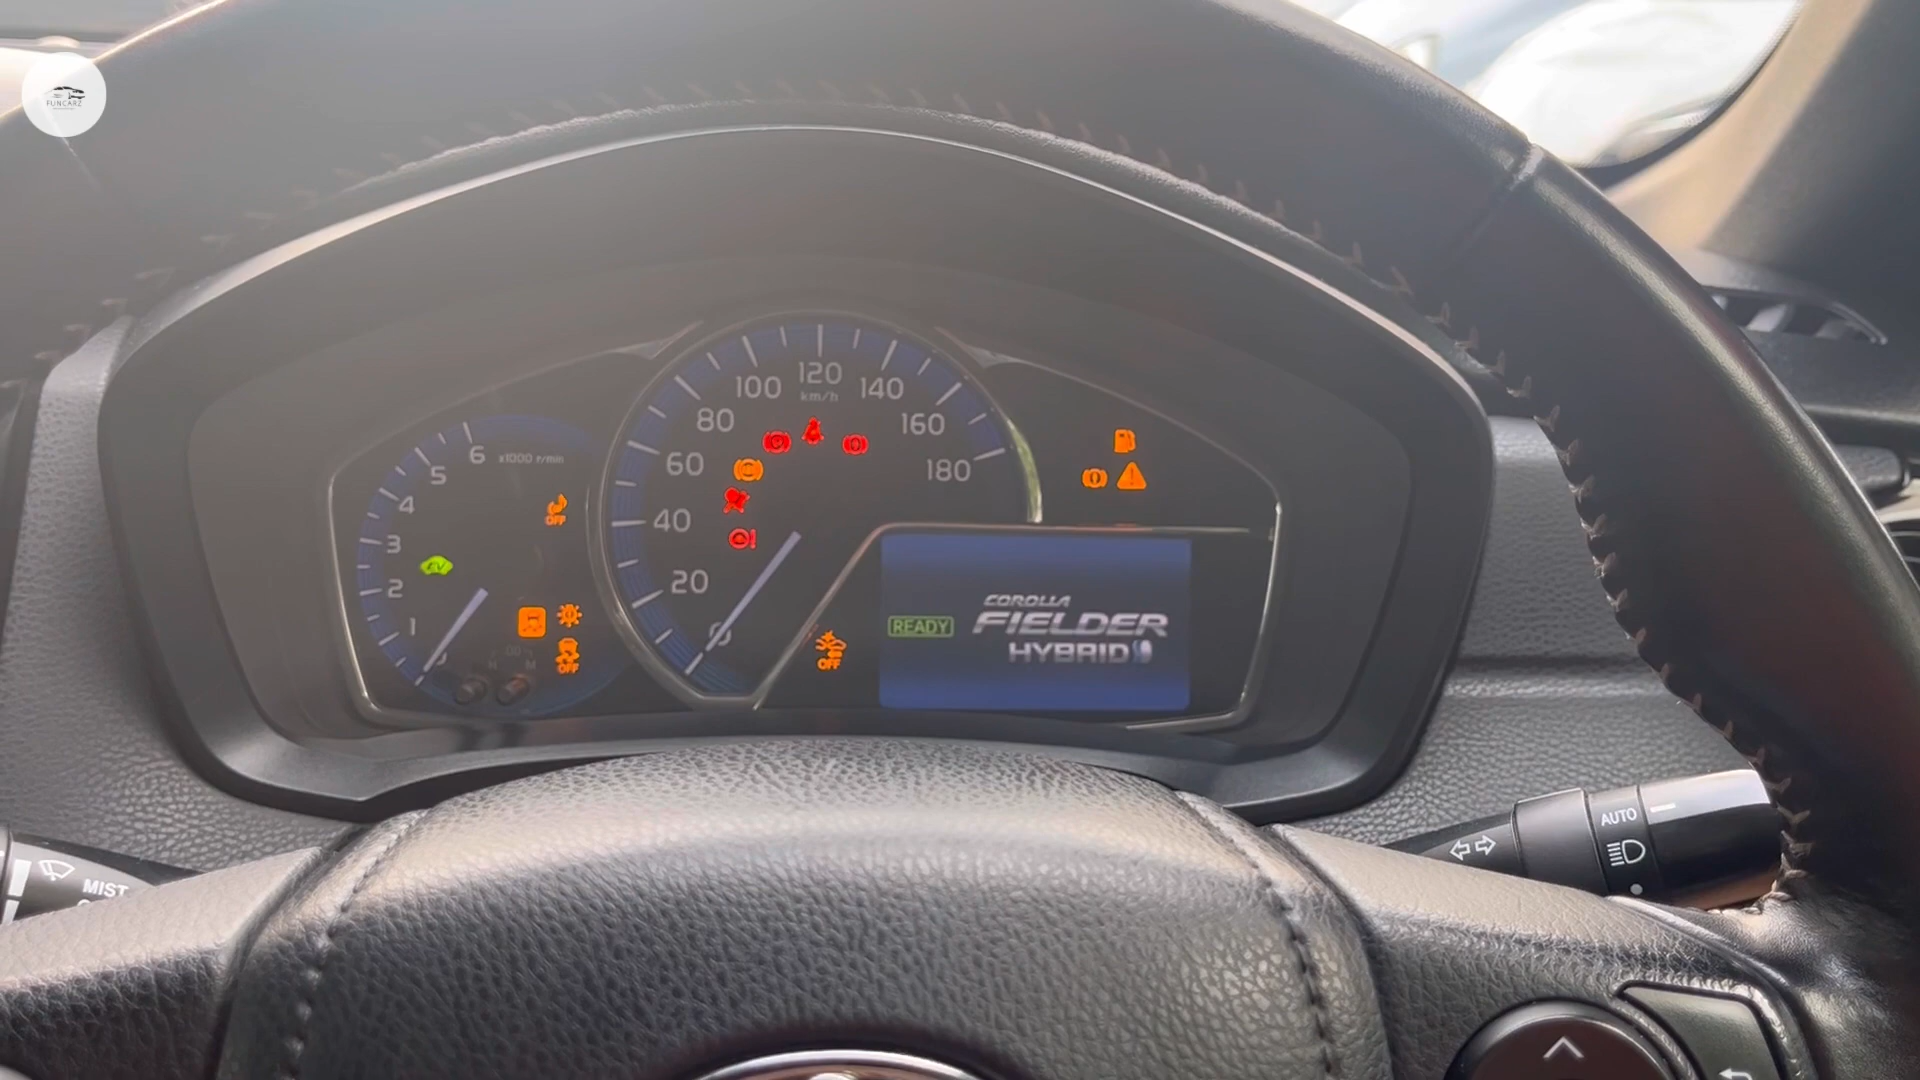 FUNCARZ
120
100
140
km/h
80
160
6 x1000 r/min
60
180
5
4
OFF
40
3
EV
2
20
COROLLA
READY
FIELDER
1
0
HYBRID
OFF
OFF
AUTO
MIST